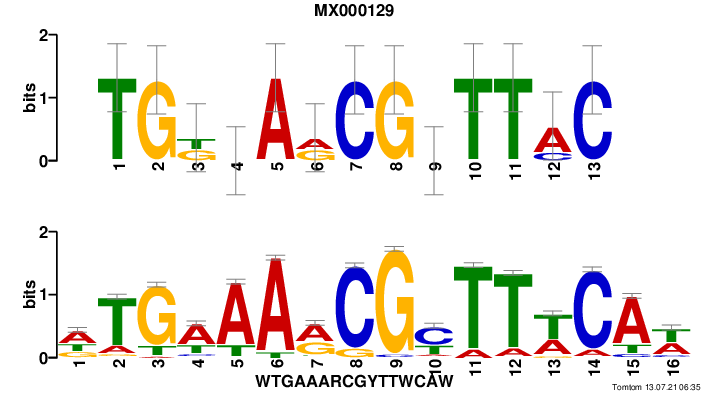 MX000129
bits
2
1
0
T G T G A A G C G T T A C C
1 2 3 4 5 6 7 8 9 10 11 12 13
bits
2
1
0
A T G T A G T A T A T A T A G C G G C T T A T A T A C A A T T A
1 2 3 4 5 6 7 8 9 10 11 12 13 14 15 16
WTGAAARCGYTTWCAW
Tomtom 13.07.21 06:35